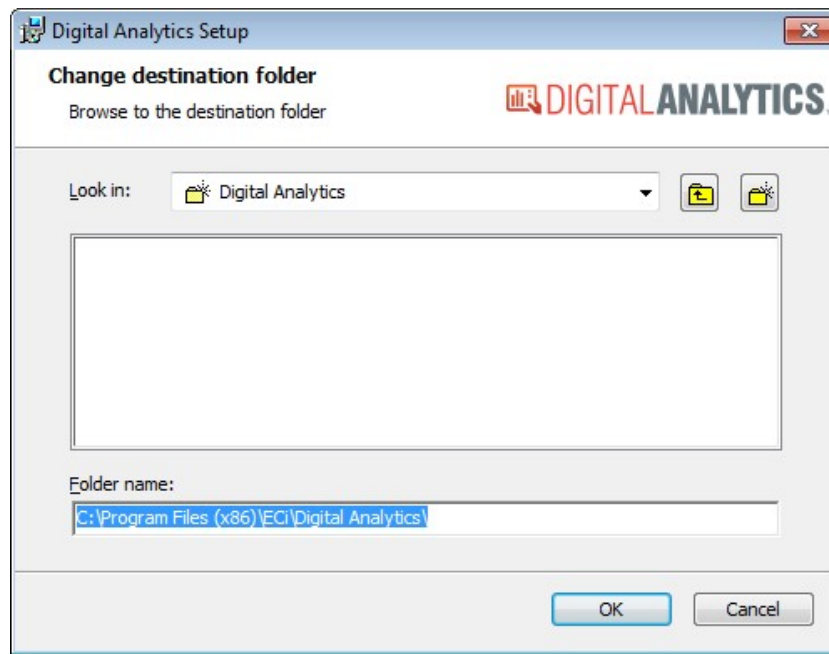 Digital Analytics Setup
Change destination folder
Browse to the destination folder
DIGITALANALYTICS.
Look in:
Digital Analytics
Folder name:
C:\Program Files (x86)\ECi\Digital Analytics\
OK
Cancel